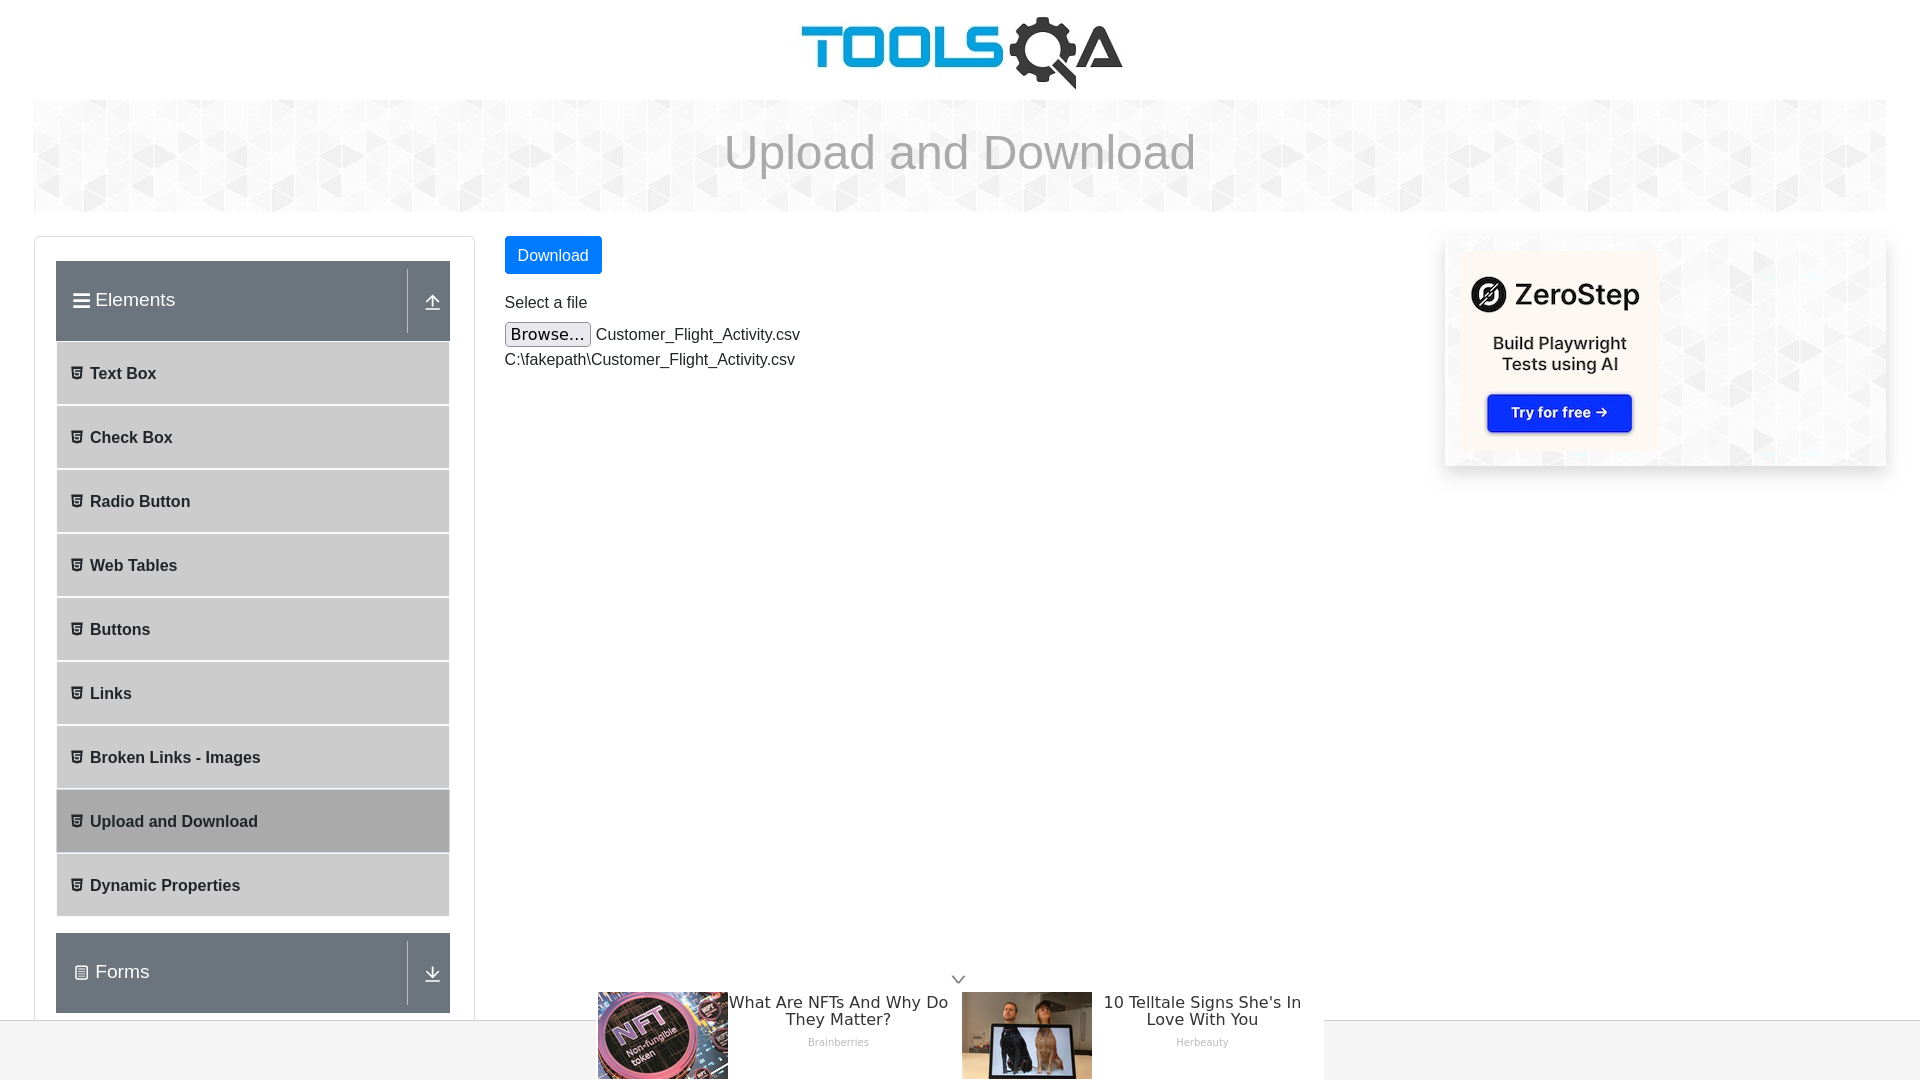 TOOLSQA
Upload and Download
Elements
Text Box
Check Box
Radio Button
Web Tables
Buttons
Links
Broken Links - Images
Upload and Download
Dynamic Properties
Forms
Download
Select a file
Browse... Customer_Flight_Activity.csv
C:\fakepath\Customer_Flight_Activity.csv
ZeroStep
Build Playwright
Tests using AI
Try for free →
NFT
Non-fungible
token
What Are NFTs And Why Do
They Matter?
Brainberries
10 Telltale Signs She's In
Love With You
Herbeauty